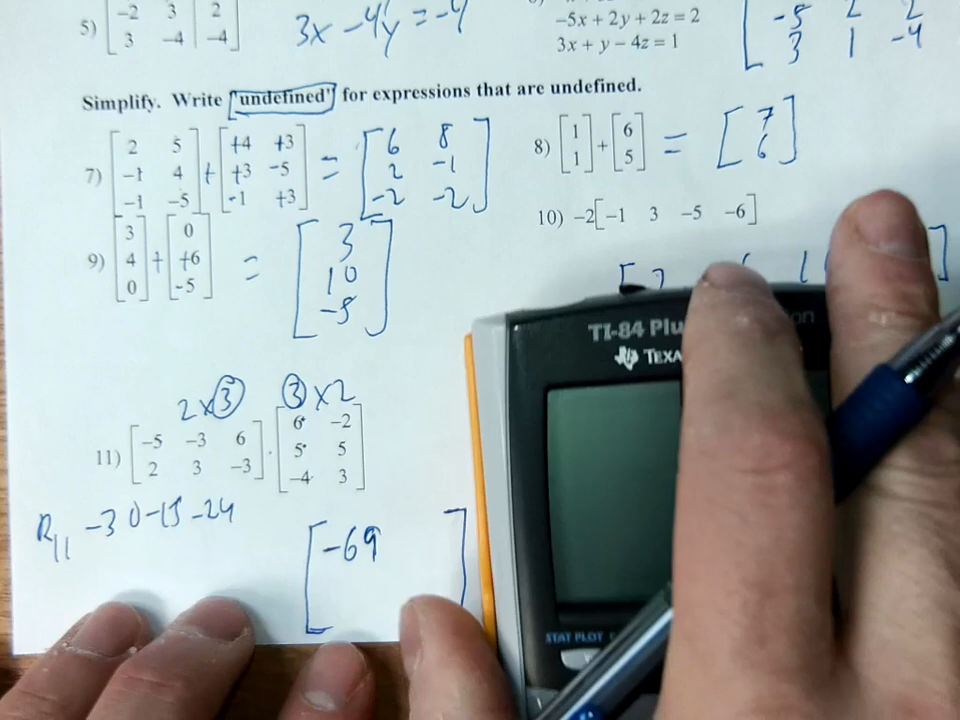 5) [-2 3 | 2
3 -4 | -4] 3x -4y = -4
-5x + 2y + 2z = 2
3x + y - 4z = 1
[-5 2 2
3 1 -4
Simplify. Write "undefined" for expressions that are undefined.
7) [2 5
-1 4
-1 -5] + [+4 +3
+3 -5
-1 +3] = [6 8
2 -1
-2 -2]
8) [1
1] + [6
5] = [7
6]
9) [3
4
0] + [0
+6
-5] = [3
10
-5]
10) -2[-1 3 -5 -6]
TI-84 Plu
TEXA
2 x 3 3 x 2
11) [-5 -3 6
2 3 -3] · [6 -2
5 5
-4 3]
R11 -30-15-24
[-69 ]
STAT PLOT